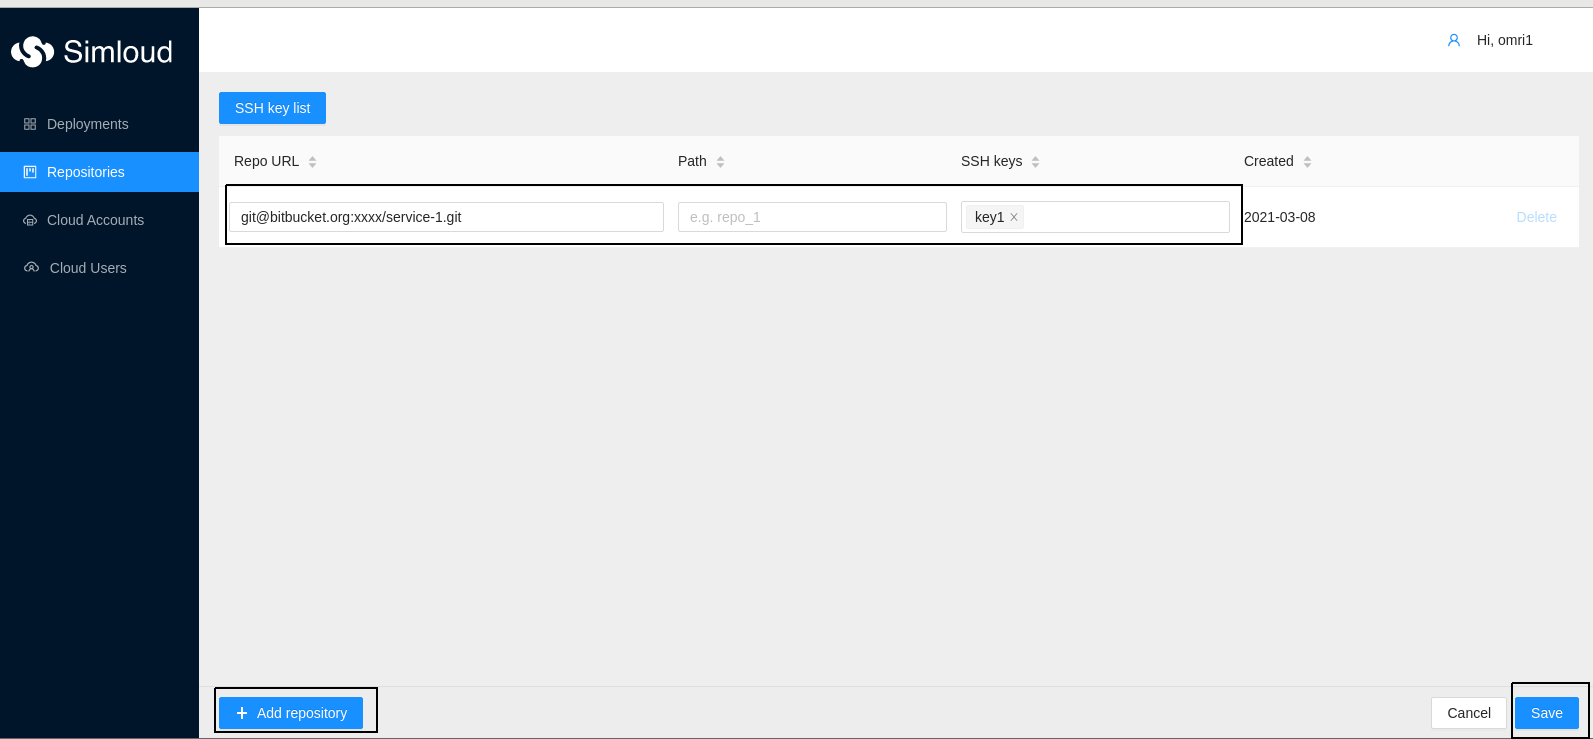 Simloud
Hi, omri1
Deployments
Repositories
Cloud Accounts
Cloud Users
SSH key list
Repo URL Path SSH keys Created
git@bitbucket.org:xxxx/service-1.git e.g. repo_1 key1 2021-03-08 Delete
Add repository Cancel Save